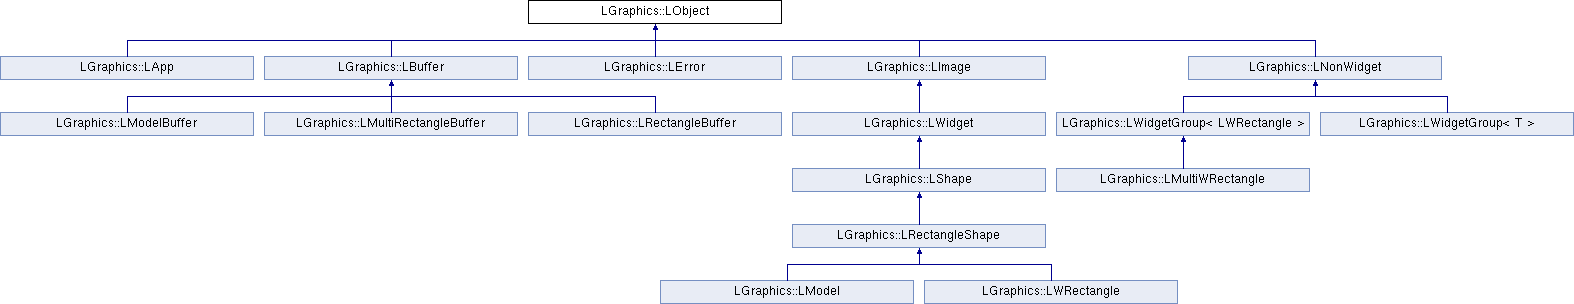 LGraphics::LObject
LGraphics::LApp
LGraphics::LBuffer
LGraphics::LError
LGraphics::LImage
LGraphics::LNonWidget
LGraphics::LModelBuffer
LGraphics::LMultiRectangleBuffer
LGraphics::LRectangleBuffer
LGraphics::LWidget
LGraphics::LWidgetGroup< LWRectangle >
LGraphics::LWidgetGroup< T >
LGraphics::LShape
LGraphics::LMultiWRectangle
LGraphics::LRectangleShape
LGraphics::LModel
LGraphics::LWRectangle